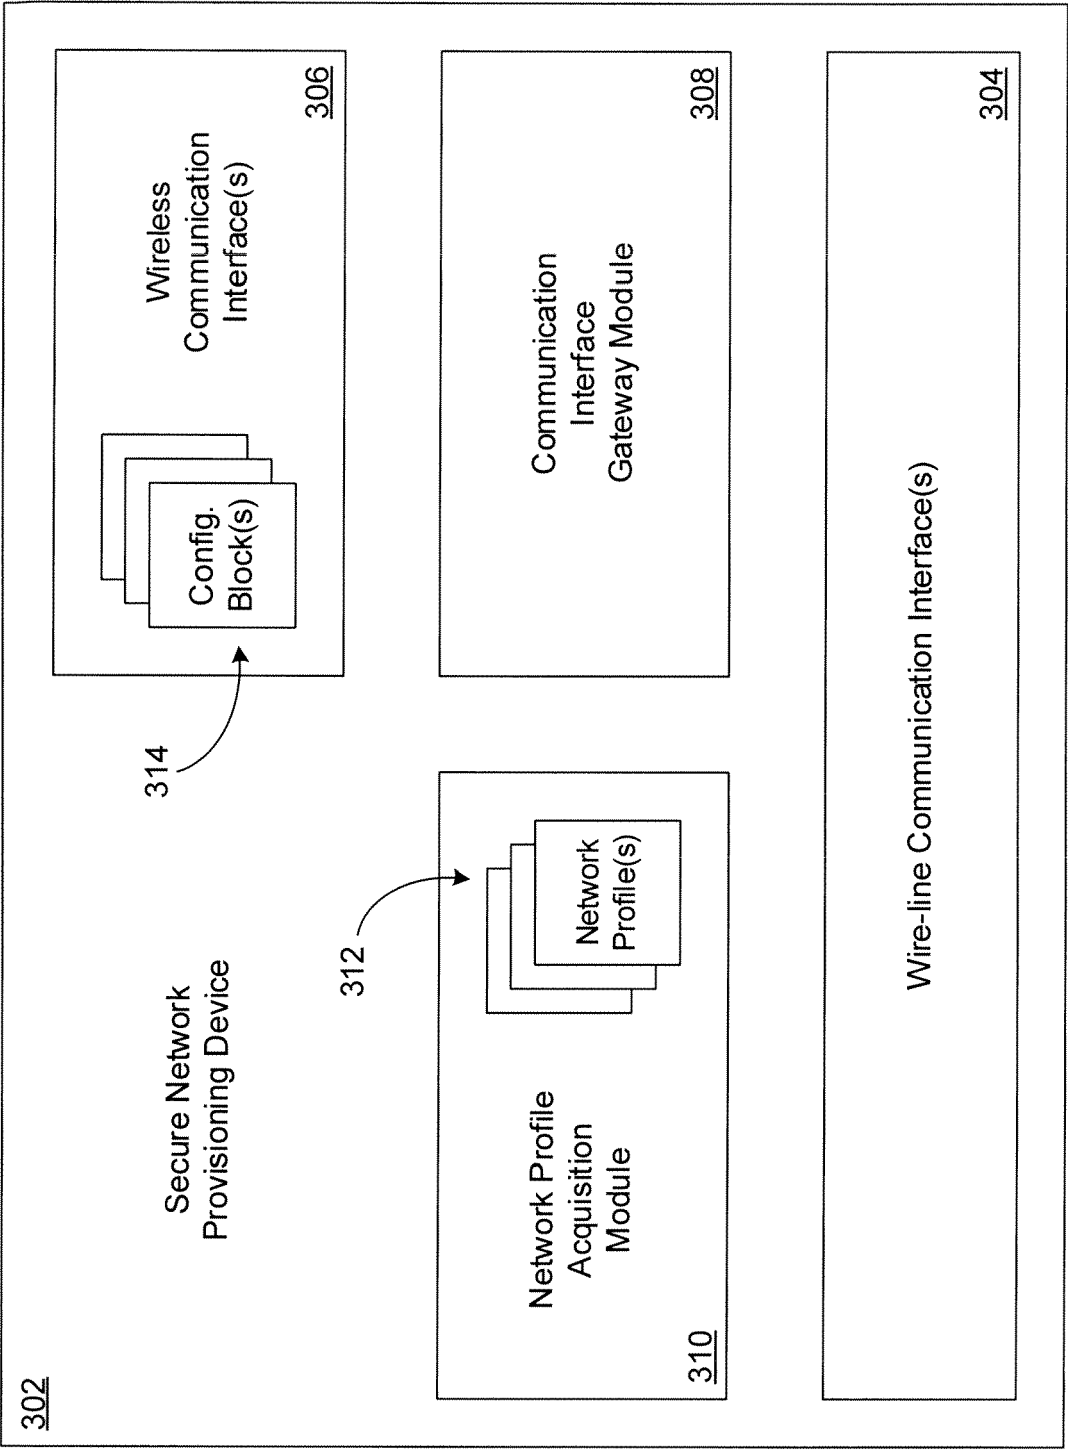 302
Secure Network
Provisioning Device
314
Config.
Block(s)
Wireless
Communication
Interface(s)
306
312
Network Profile
Acquisition
Module
Network
Profile(s)
310
Communication
Interface
Gateway Module
308
Wire-line Communication Interface(s)
304